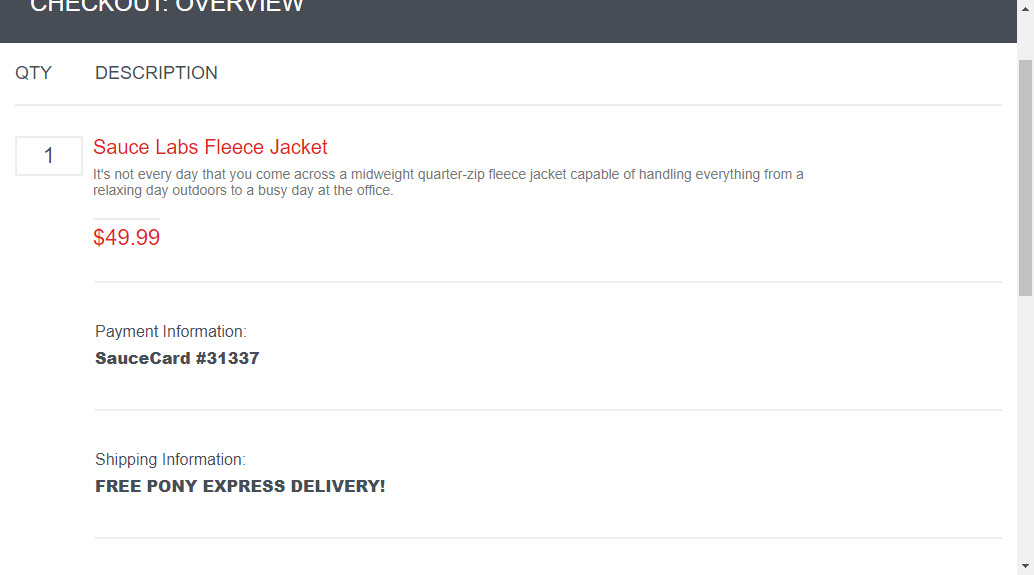 CHECKOUT: OVERVIEW
QTY DESCRIPTION
1 Sauce Labs Fleece Jacket
It's not every day that you come across a midweight quarter-zip fleece jacket capable of handling everything from a
relaxing day outdoors to a busy day at the office.
$49.99
Payment Information:
SauceCard #31337
Shipping Information:
FREE PONY EXPRESS DELIVERY!